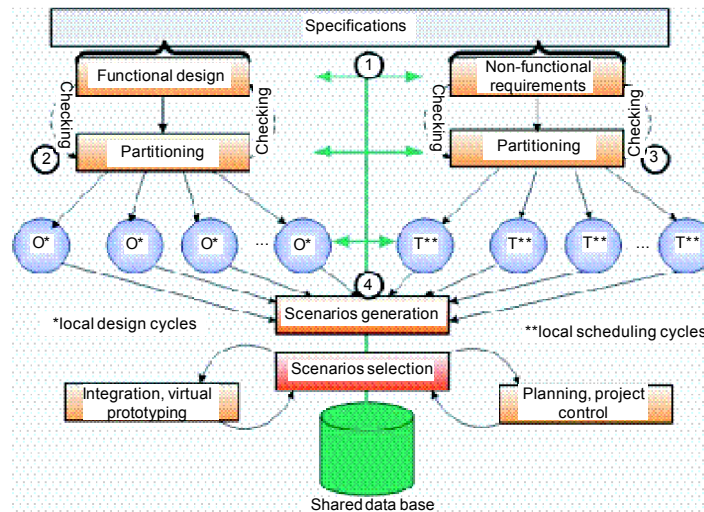 Specifications
1
Functional design
Non-functional
requirements
Checking
Checking
Checking
Checking
2
Partitioning
Partitioning
3
O*
O*
O*
...
O*
T**
T**
T**
...
T**
4
Scenarios generation
*local design cycles
**local scheduling cycles
Scenarios selection
Integration, virtual
prototyping
Planning, project
control
Shared data base